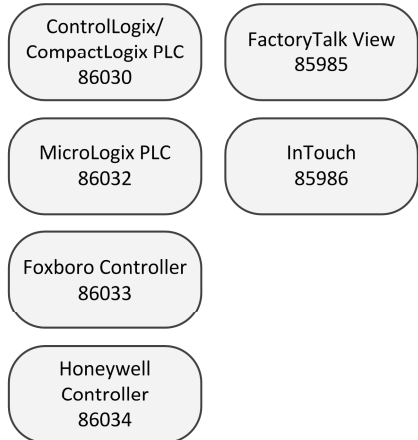 ControlLogix/
CompactLogix PLC
86030
FactoryTalk View
85985
MicroLogix PLC
86032
InTouch
85986
Foxboro Controller
86033
Honeywell
Controller
86034